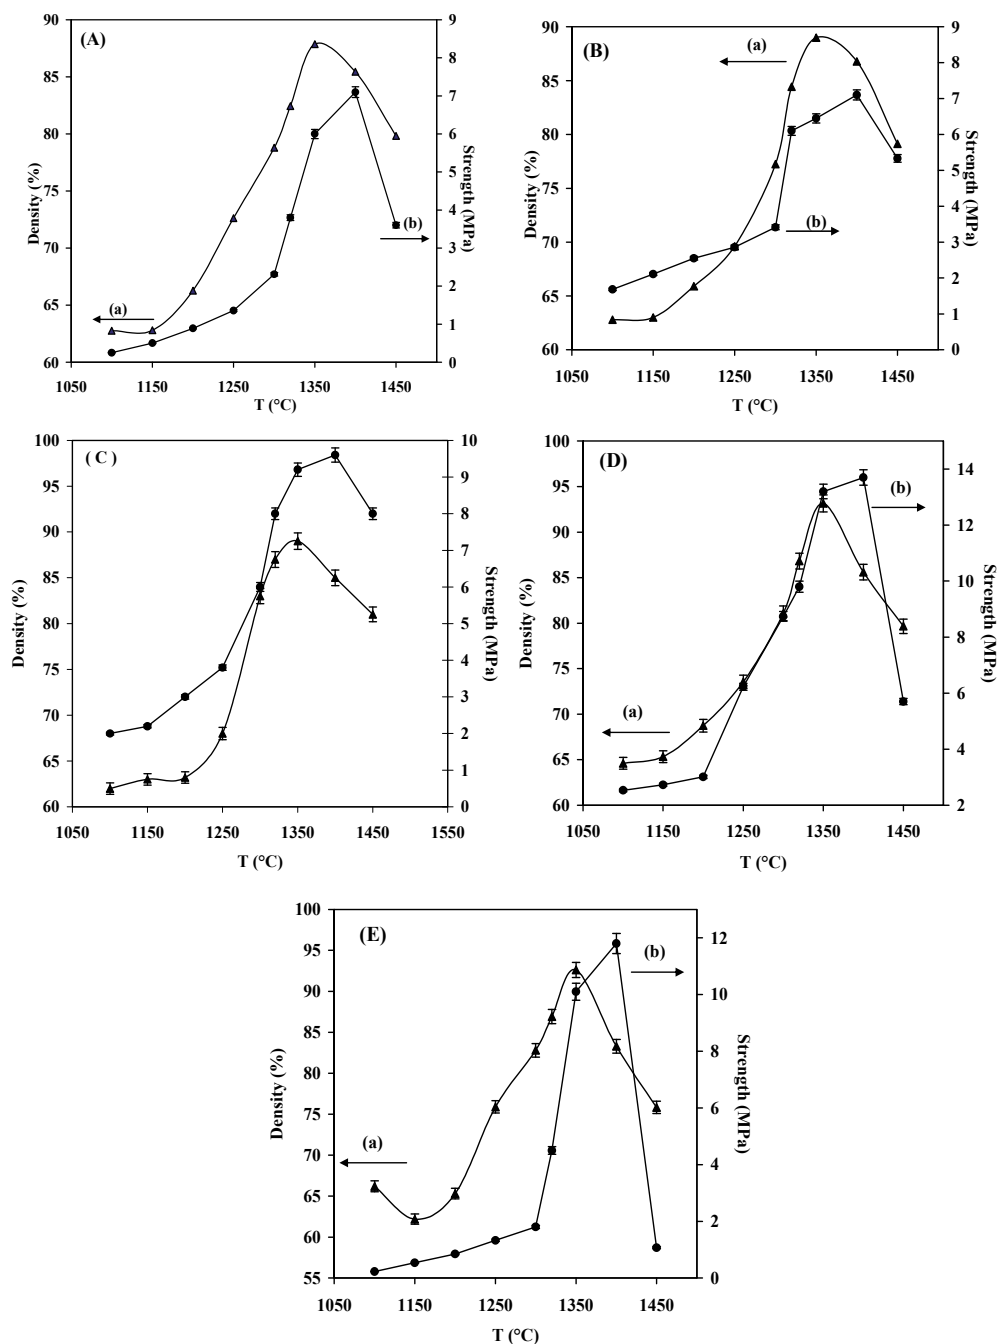 (A)
90
85
80
75
70
65
60
Density (%)
9
8
7
6
5
4
3
2
1
0
Strength (MPa)
(a)
(b)
1050 1150 1250 1350 1450
T (°C)
(B)
90
85
80
75
70
65
60
Density (%)
9
8
7
6
5
4
3
2
1
0
Strength (MPa)
(a)
(b)
1050 1150 1250 1350 1450
T (°C)
( C )
100
95
90
85
80
75
70
65
60
Density (%)
10
9
8
7
6
5
4
3
2
1
0
Strength (MPa)
1050 1150 1250 1350 1450 1550
T (°C)
(D)
100
95
90
85
80
75
70
65
60
Density (%)
14
12
10
8
6
4
2
Strength (MPa)
(b)
(a)
1050 1150 1250 1350 1450
T (°C)
(E)
100
95
90
85
80
75
70
65
60
55
Density (%)
12
10
8
6
4
2
0
Strength (MPa)
(b)
(a)
1050 1150 1250 1350 1450
T (°C)